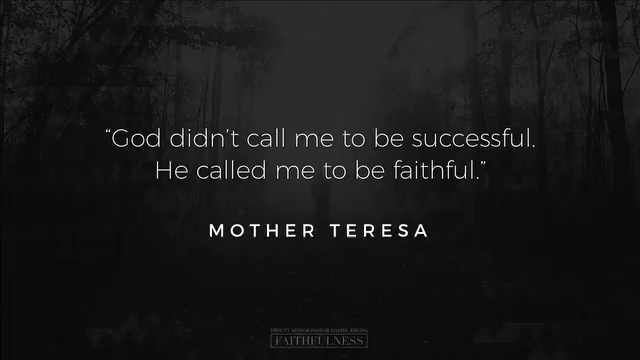 “God didn’t call me to be successful.
He called me to be faithful.”
MOTHER TERESA
FAITHFULNESS